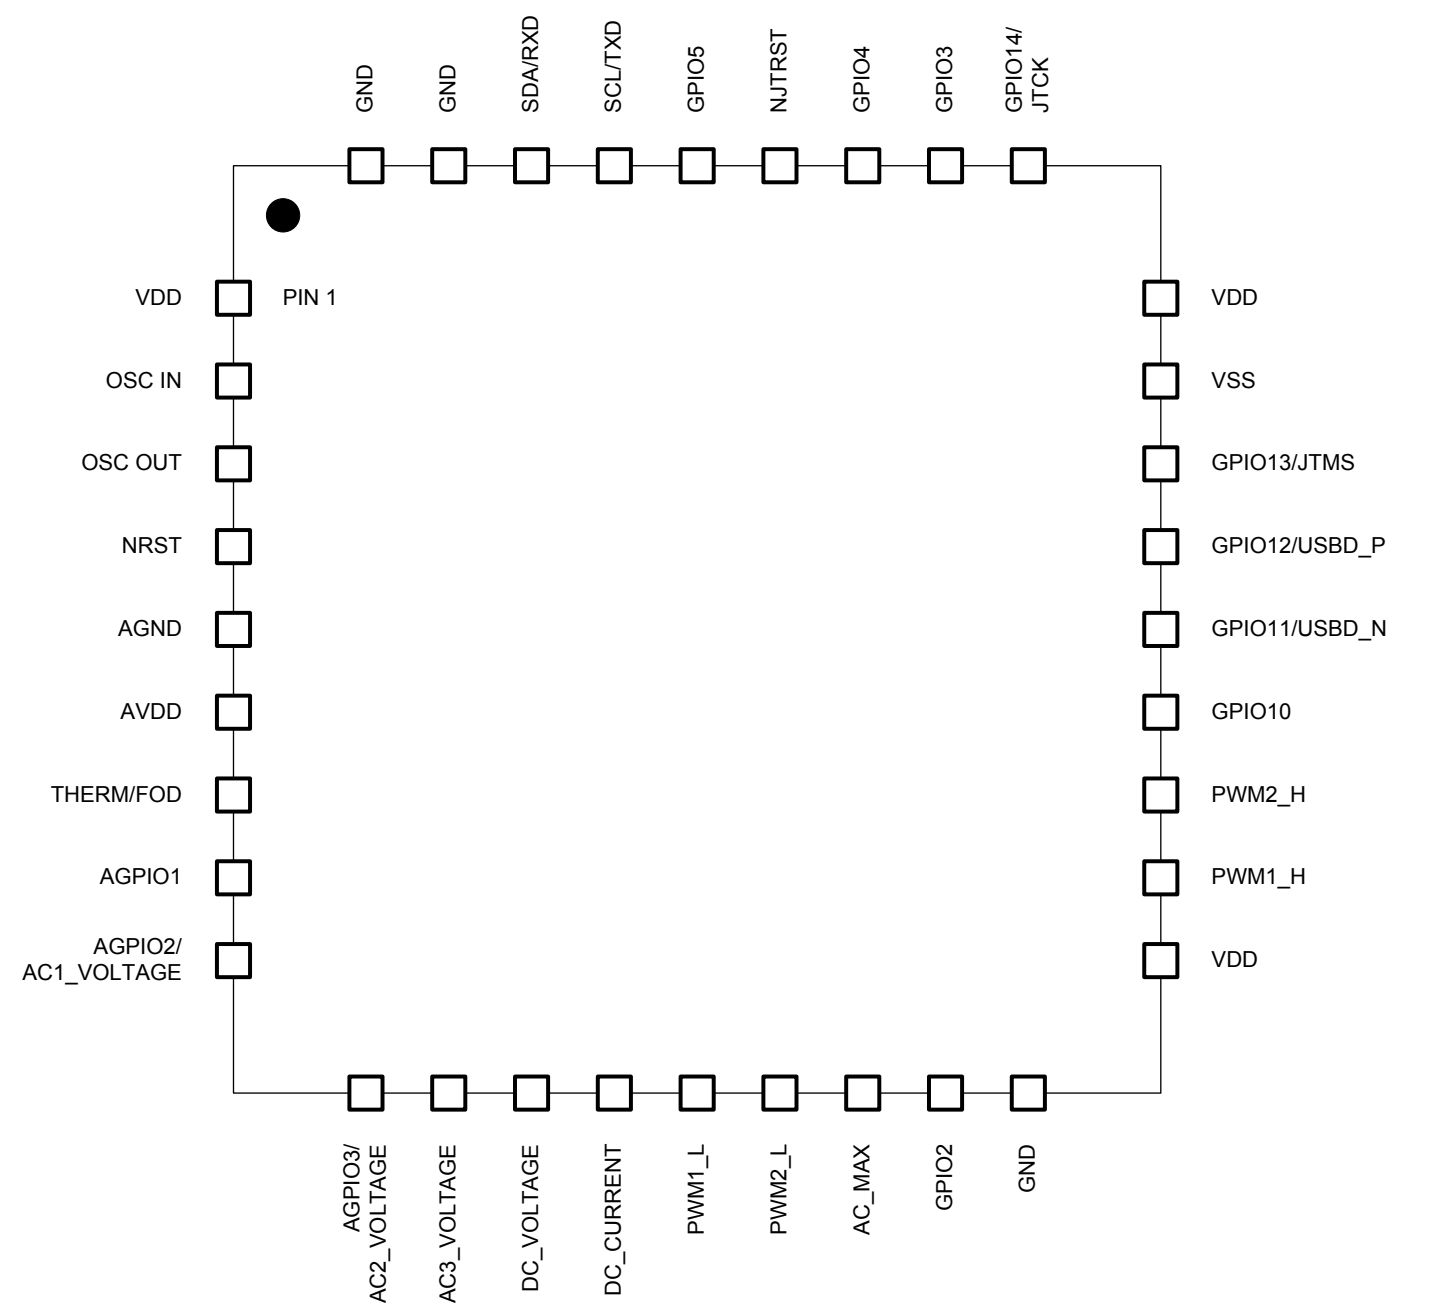 GND
GND
SDA/RXD
SCL/TXD
GPIO5
NJTRST
GPIO4
GPIO3
GPIO14/
JTCK
VDD
PIN 1
VDD
OSC IN
VSS
OSC OUT
GPIO13/JTMS
NRST
GPIO12/USBD_P
AGND
GPIO11/USBD_N
AVDD
GPIO10
THERM/FOD
PWM2_H
AGPIO1
PWM1_H
AGPIO2/
AC1_VOLTAGE
VDD
AGPIO3/
AC2_VOLTAGE
AC3_VOLTAGE
DC_VOLTAGE
DC_CURRENT
PWM1_L
PWM2_L
AC_MAX
GPIO2
GND